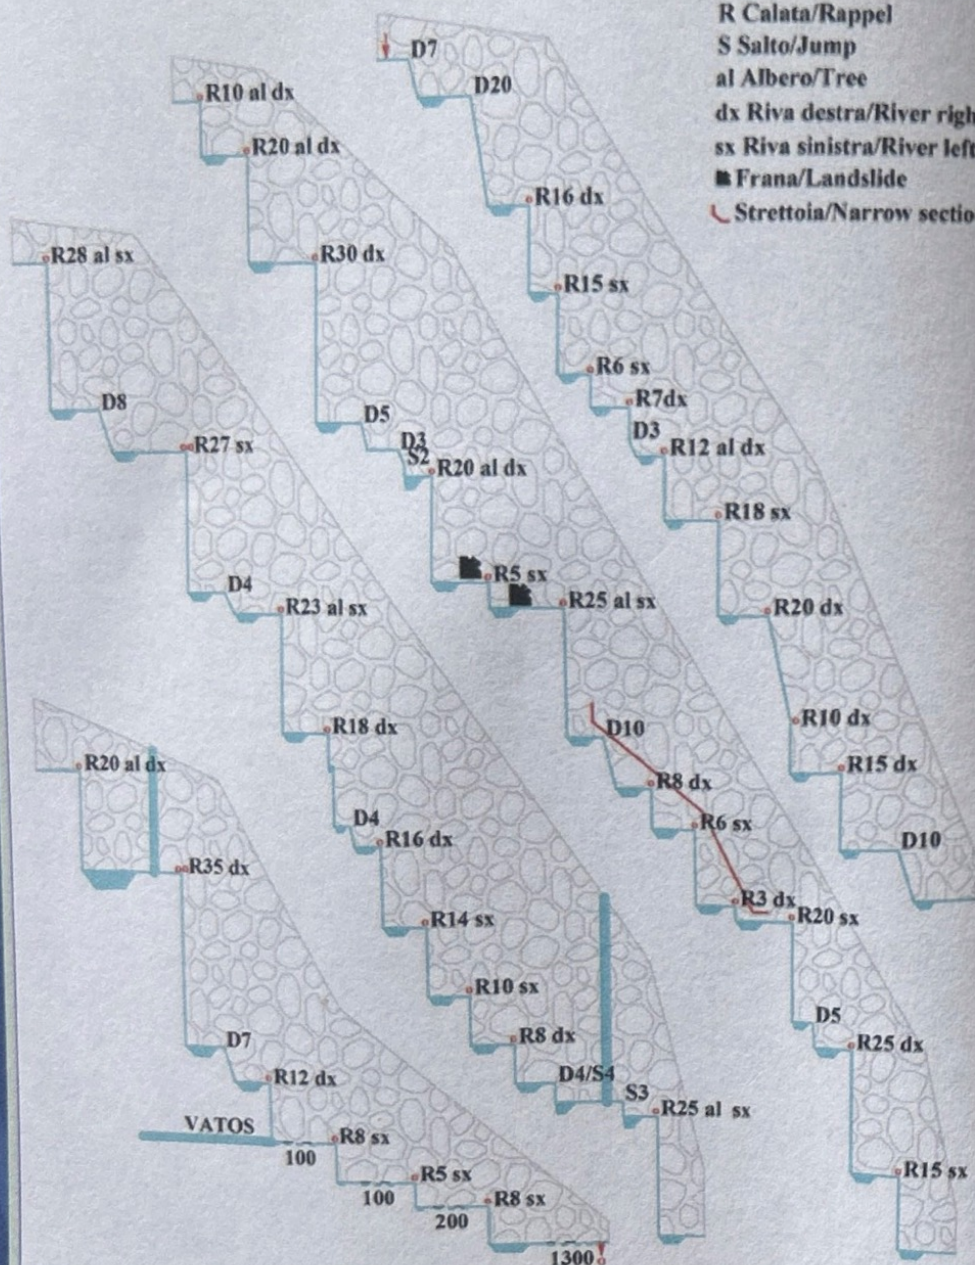 R Calata/Rappel
S Salto/Jump
al Albero/Tree
dx Riva destra/River righ
sx Riva sinistra/River left
Frana/Landslide
Strettoia/Narrow sectio
D7
D20
R16 dx
R15 sx
R6 sx
R7dx
D3
R12 al dx
R18 sx
R20 dx
R10 dx
R15 dx
D10
R10 al dx
R20 al dx
R30 dx
D5
D3
S2
R20 al dx
R5 sx
R25 al sx
D10
R8 dx
R6 sx
R3 dx
R20 sx
D5
R25 dx
R15 sx
R28 al sx
D8
R27 sx
D4
R23 al sx
R18 dx
D4
R16 dx
R14 sx
R10 sx
R8 dx
D4/S4
S3
R25 al sx
R20 al dx
R35 dx
D7
R12 dx
VATOS
R8 sx
100
R5 sx
100
R8 sx
200
1300